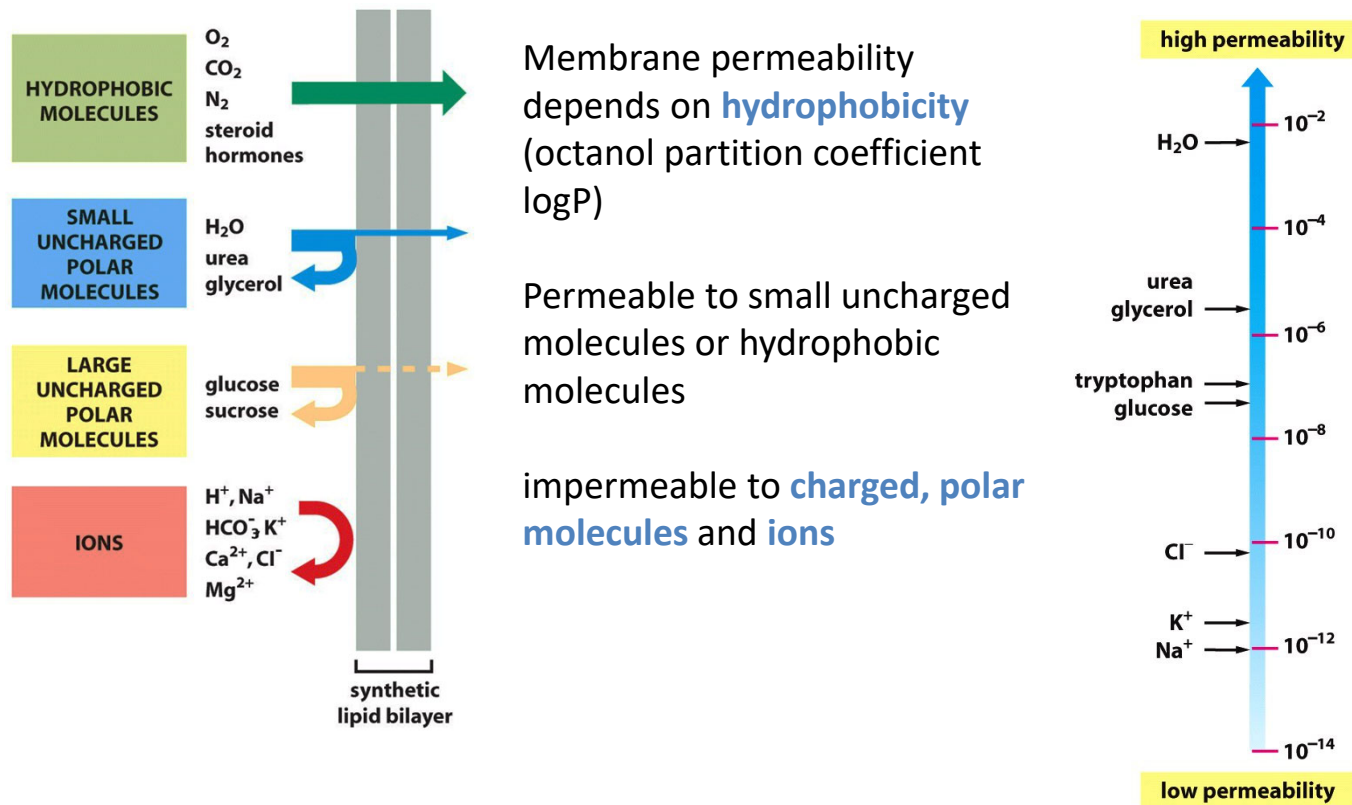 HYDROPHOBIC
MOLECULES
O₂
CO₂
N₂
steroid
hormones
SMALL
UNCHARGED
POLAR
MOLECULES
H₂O
urea
glycerol
LARGE
UNCHARGED
POLAR
MOLECULES
glucose
sucrose
IONS
H⁺, Na⁺
HCO₃⁻, K⁺
Ca²⁺, Cl⁻
Mg²⁺
synthetic
lipid bilayer
Membrane permeability
depends on hydrophobicity
(octanol partition coefficient
logP)
Permeable to small uncharged
molecules or hydrophobic
molecules
impermeable to charged, polar
molecules and ions
high permeability
10⁻²
H₂O
10⁻⁴
urea
glycerol
10⁻⁶
tryptophan
glucose
10⁻⁸
10⁻¹⁰
Cl⁻
K⁺
Na⁺
10⁻¹²
10⁻¹⁴
low permeability